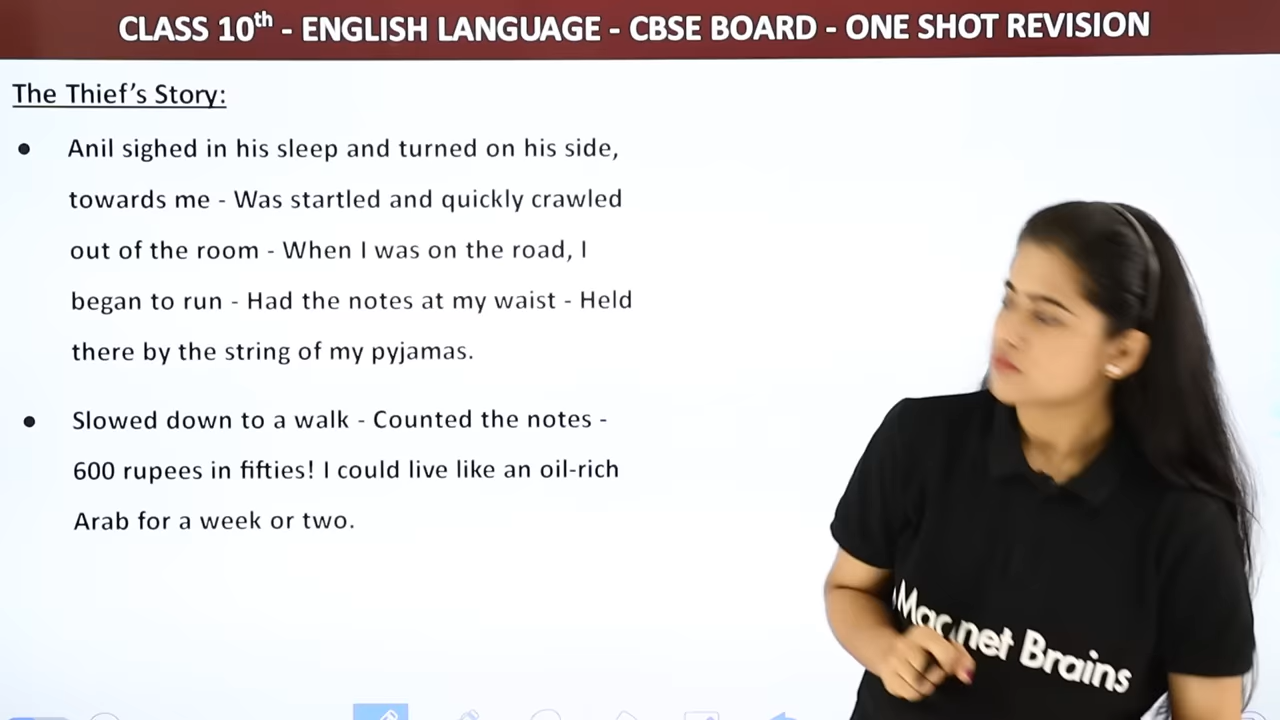 CLASS 10th - ENGLISH LANGUAGE - CBSE BOARD - ONE SHOT REVISION
The Thief's Story:
● Anil sighed in his sleep and turned on his side,
towards me - Was startled and quickly crawled
out of the room - When I was on the road, I
began to run - Had the notes at my waist - Held
there by the string of my pyjamas.
● Slowed down to a walk - Counted the notes -
600 rupees in fifties! I could live like an oil-rich
Arab for a week or two.
Magnet Brains